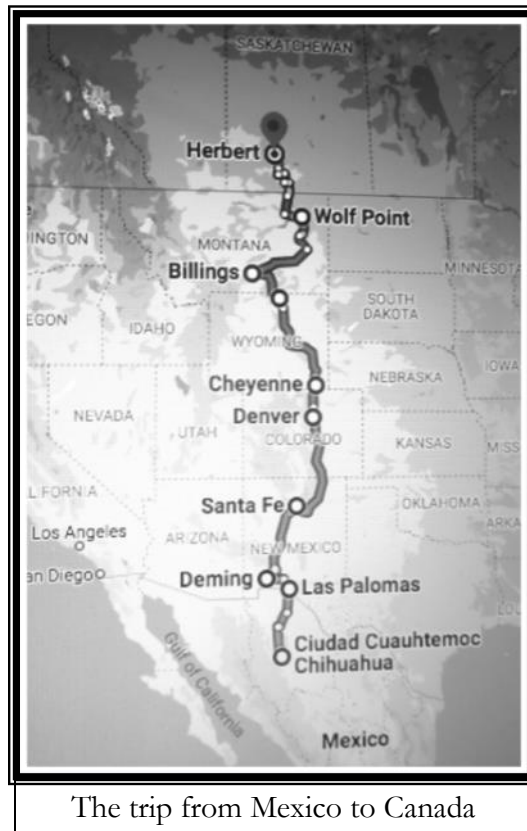 SASKATCHEWAN
Herbert
Wolf Point
INGTON
MONTANA
Billings
MINNESOTA
SOUTH
DAKOTA
EGON
IDAHO
WYOMING
IOWA
Cheyenne
NEBRASKA
NEVADA
Denver
UTAH
COLORADO
KANSAS
MISS
LIFORNIA
Santa Fe
OKLAHOMA
ARKA
Los Angeles
ARIZONA
NEW MEXICO
an Diego
Deming
Las Palomas
LOU
Gulf of California
Ciudad Cuauhtemoc
Chihuahua
Mexico
The trip from Mexico to Canada